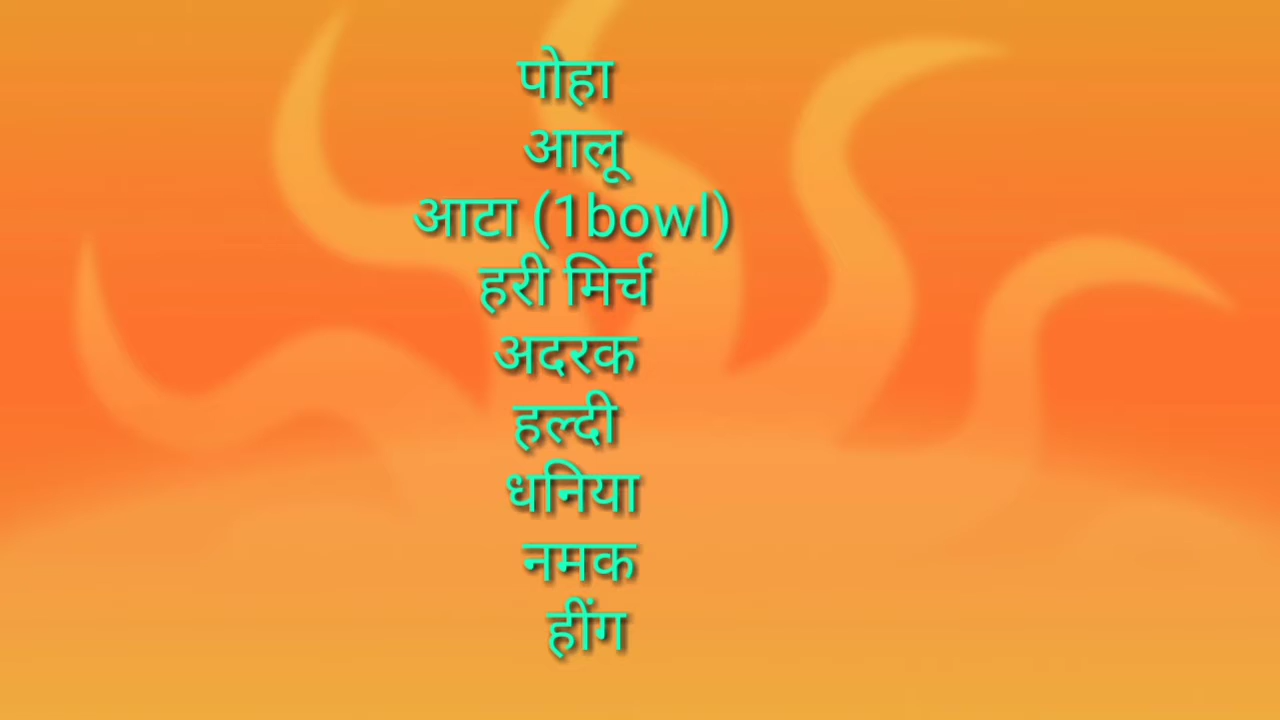 पोहा
आलू
आटा (1bowl)
हरी मिर्च
अदरक
हल्दी
धनिया
नमक
हींग